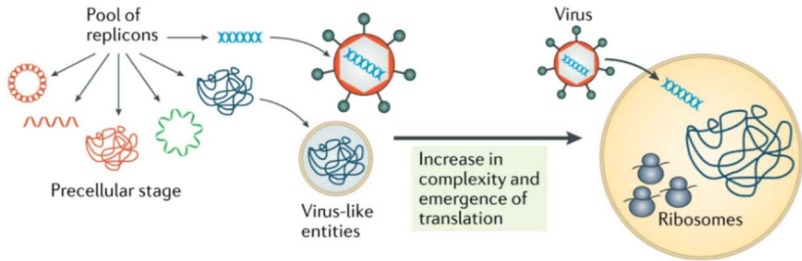 Pool of
replicons
Precellular stage
Virus-like
entities
Increase in
complexity and
emergence of
translation
Virus
Ribosomes